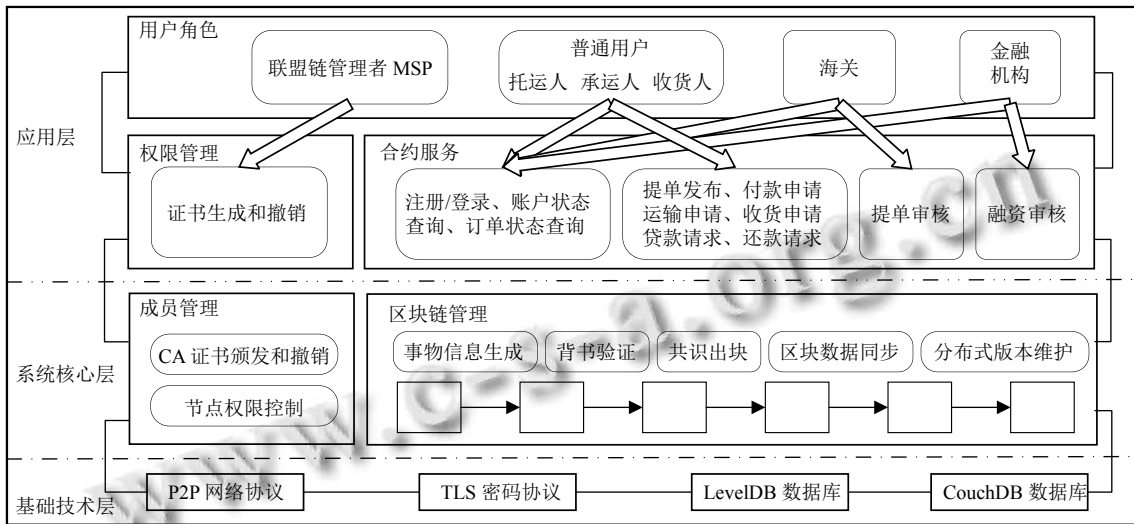 用户角色
联盟链管理者 MSP
普通用户
托运人 承运人 收货人
海关
金融
机构
应用层
权限管理
证书生成和撤销
合约服务
注册/登录、账户状态
查询、订单状态查询
提单发布、付款申请
运输申请、收货申请
贷款请求、还款请求
提单审核
融资审核
系统核心层
成员管理
CA 证书颁发和撤销
节点权限控制
区块链管理
事物信息生成
背书验证
共识出块
区块数据同步
分布式版本维护
基础技术层
P2P 网络协议
TLS 密码协议
LevelDB 数据库
CouchDB 数据库
www.c-s-a.org.cn